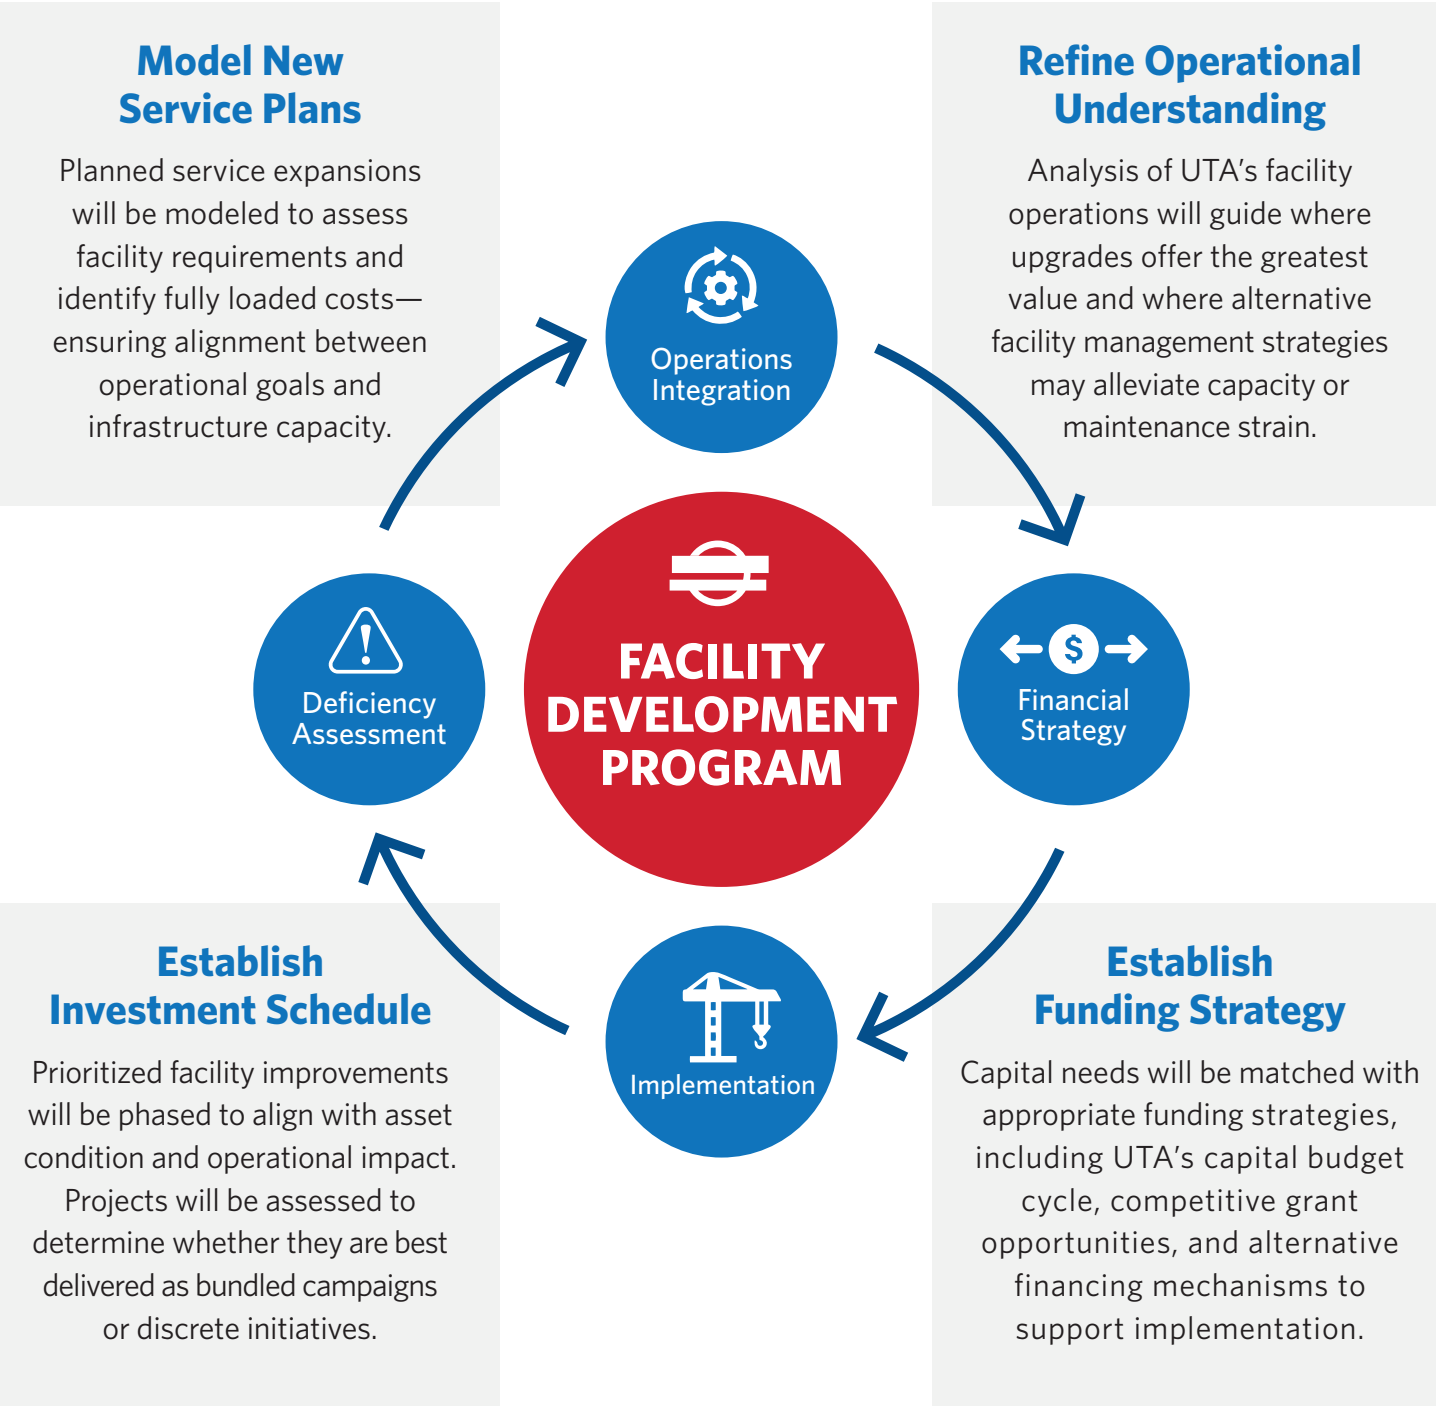 Model New
Service Plans
Planned service expansions
will be modeled to assess
facility requirements and
identify fully loaded costs—
ensuring alignment between
operational goals and
infrastructure capacity.
Refine Operational
Understanding
Analysis of UTA’s facility
operations will guide where
upgrades offer the greatest
value and where alternative
facility management strategies
may alleviate capacity or
maintenance strain.
Operations
Integration
Deficiency
Assessment
FACILITY
DEVELOPMENT
PROGRAM
$
Financial
Strategy
Implementation
Establish
Investment Schedule
Prioritized facility improvements
will be phased to align with asset
condition and operational impact.
Projects will be assessed to
determine whether they are best
delivered as bundled campaigns
or discrete initiatives.
Establish
Funding Strategy
Capital needs will be matched with
appropriate funding strategies,
including UTA’s capital budget
cycle, competitive grant
opportunities, and alternative
financing mechanisms to
support implementation.